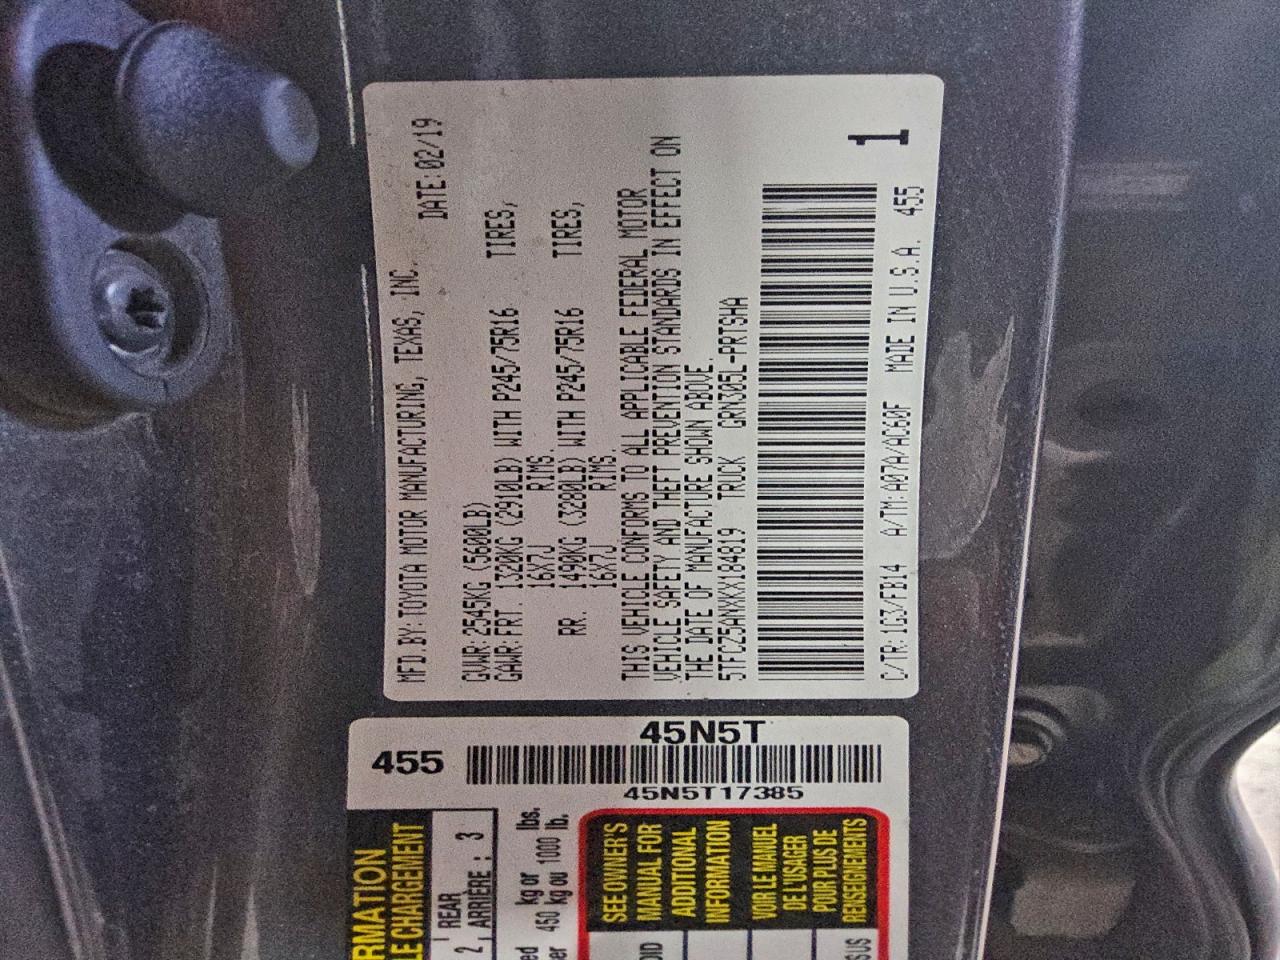 MFD.BY:TOYOTA MOTOR MANUFACTURING, TEXAS, INC.
DATE:02/19
GVWR:2545KG (5600LB)
GAWR:FRT. 1320KG (2910LB) WITH P245/75R16 TIRES,
16X7J RIMS.
RR. 1490KG (3280LB) WITH P245/75R16 TIRES,
16X7J RIMS.
THIS VEHICLE CONFORMS TO ALL APPLICABLE FEDERAL MOTOR
VEHICLE SAFETY AND THEFT PREVENTION STANDARDS IN EFFECT ON
THE DATE OF MANUFACTURE SHOWN ABOVE.
5TFCZ5ANXKX184819 TRUCK GRN305L-PRTSHA
C/TR:1G3/FB14 A/TM:A07A/AC60F MADE IN U.S.A. 455
1
455
45N5T
45N5T17385
RMATION
LE CHARGEMENT
REAR
2 , ARRIÈRE : 3
kg or lbs.
450 kg ou 1000 lb.
SEE OWNER'S
MANUAL FOR
ADDITIONAL
INFORMATION
VOIR LE MANUEL
DE L'USAGER
POUR PLUS DE
RENSEIGNEMENTS